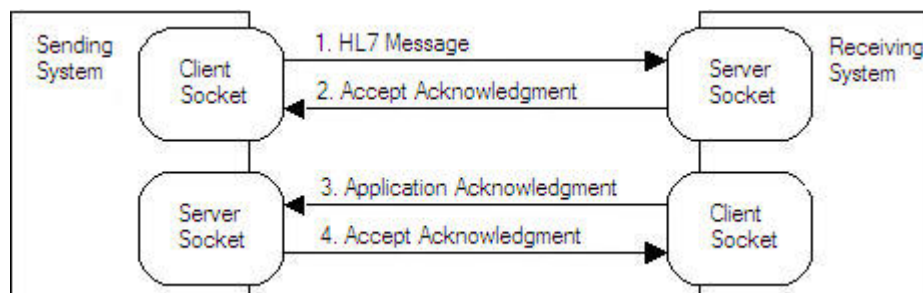 Sending
System
Client
Socket
1. HL7 Message
2. Accept Acknowledgment
Server
Socket
Receiving
System
Server
Socket
3. Application Acknowledgment
4. Accept Acknowledgment
Client
Socket